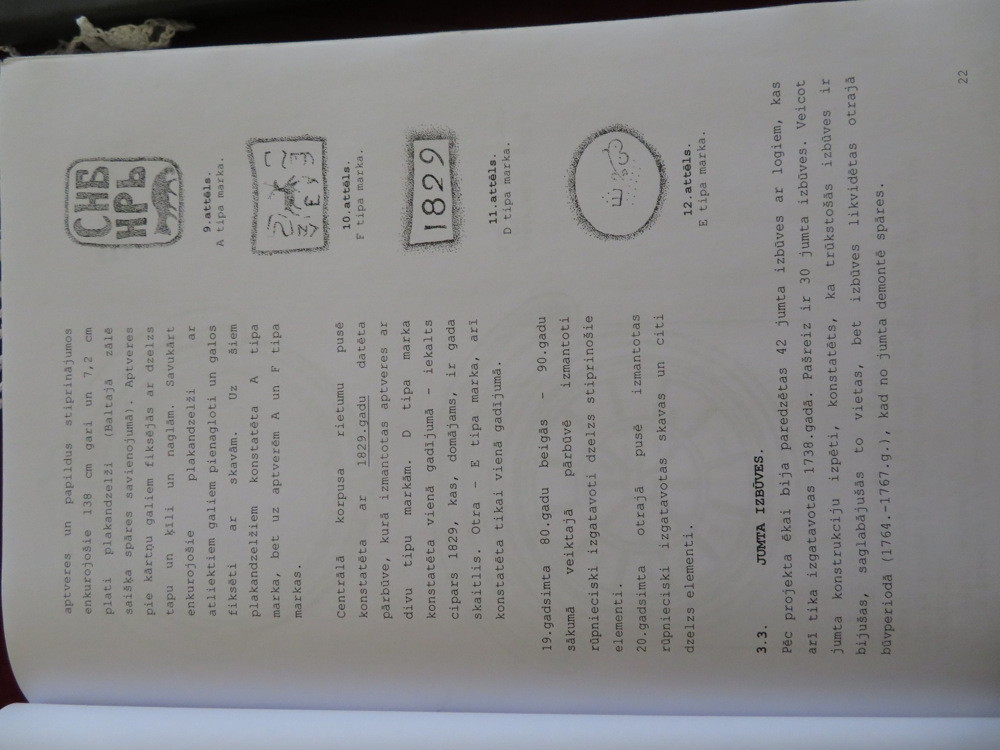 aptveres un papildus stiprinājumos
enkurojošie 138 cm gari un 7,2 cm
plati plakandzelži (Baltajā zālē
saišķa spāres savienojumā). Aptveres
pie kārtņu galiem fiksējās ar dzelzs
tapu un ķīli un naglām. Savukārt
enkurojošie plakandzelži ar
atliektiem galiem pienagloti un galos
fiksēti ar skavām. Uz šiem
plakandzelžiem konstatēta A tipa
marka, bet uz aptverēm A un F tipa
markas.
СНБ
НРЬ
9.attēls.
A tipa marka.
10.attēls.
F tipa marka.
Centrālā korpusa rietumu pusē
konstatēta ar 1829.gadu datēta
pārbūve, kurā izmantotas aptveres ar
divu tipu markām. D tipa marka
konstatēta vienā gadījumā - iekalts
cipars 1829, kas, domājams, ir gada
skaitlis. Otra - E tipa marka, arī
konstatēta tikai vienā gadījumā.
1829
11.attēls.
D tipa marka.
19.gadsimta 80.gadu beigās - 90.gadu
sākumā veiktajā pārbūvē izmantoti
rūpnieciski izgatavoti dzelzs stiprinošie
elementi.
20.gadsimta otrajā pusē izmantotas
rūpnieciski izgatavotas skavas un citi
dzelzs elementi.
12.attēls.
E tipa marka.
3.3. JUMTA IZBŪVES.
Pēc projekta ēkai bija paredzētas 42 jumta izbūves ar logiem, kas
arī tika izgatavotas 1738.gadā. Pašreiz ir 30 jumta izbūves. Veicot
jumta konstrukciju izpēti, konstatēts, ka trūkstošās izbūves ir
bijušas, saglabājušās to vietas, bet izbūves likvidētas otrajā
būvperiodā (1764.-1767.g.), kad no jumta demontē spāres.
22